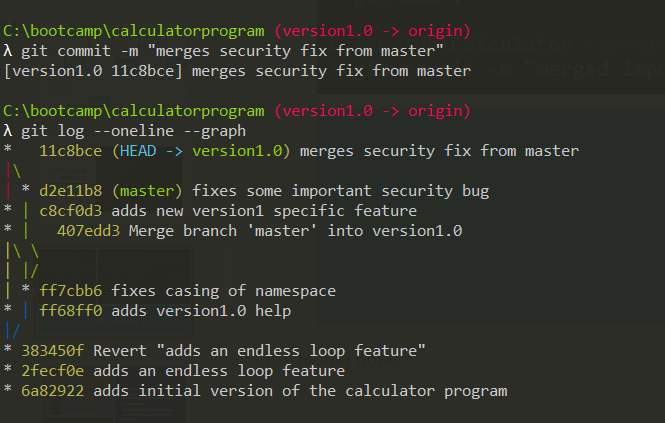 C:\bootcamp\calculatorprogram (version1.0 -> origin)
λ git commit -m "merges security fix from master"
[version1.0 11c8bce] merges security fix from master
C:\bootcamp\calculatorprogram (version1.0 -> origin)
λ git log --oneline --graph
*   11c8bce (HEAD -> version1.0) merges security fix from master
|\
| * d2e11b8 (master) fixes some important security bug
* | c8cf0d3 adds new version1 specific feature
* |   407edd3 Merge branch 'master' into version1.0
|\ \
| |/
| * ff7cbb6 fixes casing of namespace
* | ff68ff0 adds version1.0 help
|/
* 383450f Revert "adds an endless loop feature"
* 2fecf0e adds an endless loop feature
* 6a82922 adds initial version of the calculator program